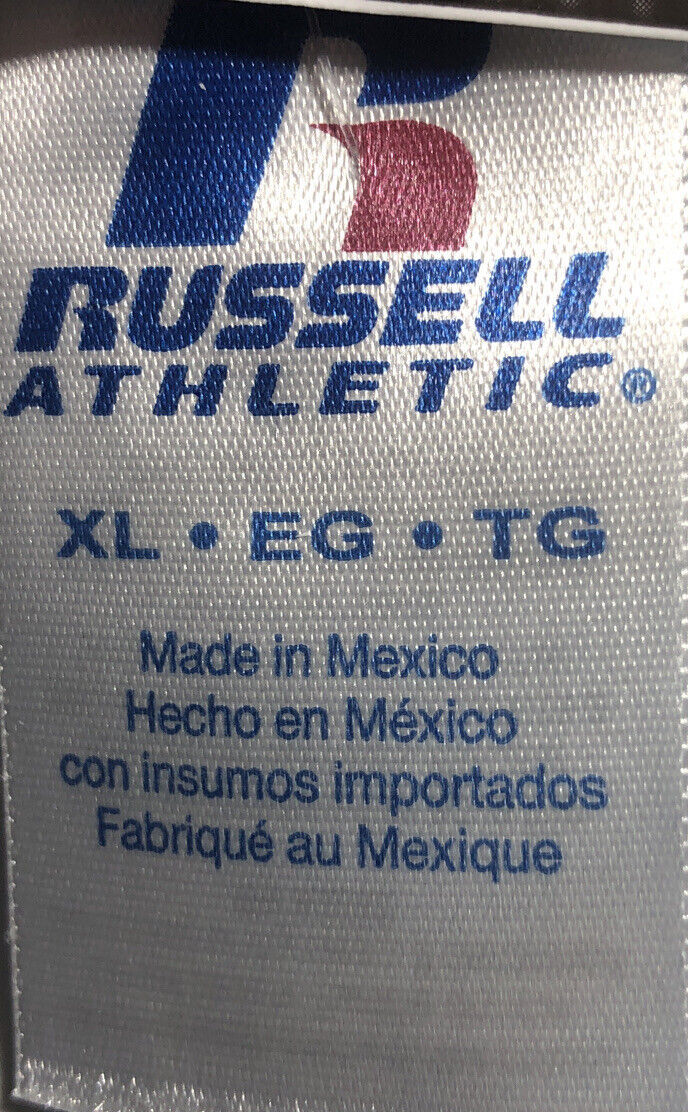 RUSSELL
ATHLETIC®
XL • EG • TG
Made in Mexico
Hecho en México
con insumos importados
Fabriqué au Mexique